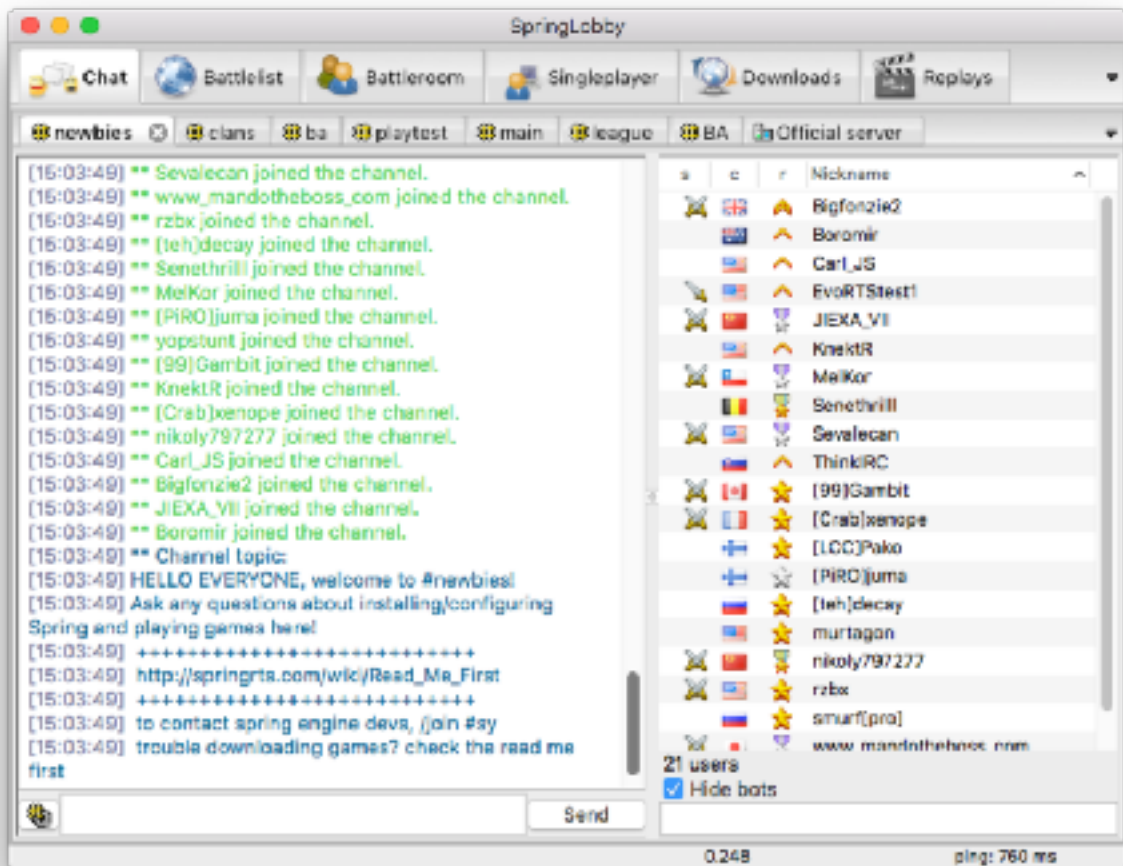 SpringLobby
Chat Battlelist Battleroom Singleplayer Downloads Replays
newbies clans ba playtest main league BA Official server
[15:03:49] ** Sevalecan joined the channel.
[15:03:49] ** www_mandotheboss_com joined the channel.
[15:03:49] ** rzbx joined the channel.
[15:03:49] ** [teh]decay joined the channel.
[15:03:49] ** Senethrilll joined the channel.
[15:03:49] ** MelKor joined the channel.
[15:03:49] ** [PiRO]juma joined the channel.
[15:03:49] ** yopstunt joined the channel.
[15:03:49] ** [99]Gambit joined the channel.
[15:03:49] ** KnektR joined the channel.
[15:03:49] ** [Crab]xenope joined the channel.
[15:03:49] ** nikoly797277 joined the channel.
[15:03:49] ** Carl_JS joined the channel.
[15:03:49] ** Bigfonzie2 joined the channel.
[15:03:49] ** JIEXA_VII joined the channel.
[15:03:49] ** Boromir joined the channel.
[15:03:49] ** Channel topic:
[15:03:49] HELLO EVERYONE, welcome to #newbies!
[15:03:49] Ask any questions about installing/configuring
Spring and playing games here!
[15:03:49] +++++++++++++++++++++++++++
[15:03:49] http://springrts.com/wiki/Read_Me_First
[15:03:49] +++++++++++++++++++++++++++
[15:03:49] to contact spring engine devs, /join #sy
[15:03:49] trouble downloading games? check the read me
first
Send
s c r Nickname
Bigfonzie2
Boromir
Carl_JS
EvoRTStest1
JIEXA_VII
KnektR
MelKor
Senethrilll
Sevalecan
ThinkIRC
[99]Gambit
[Crab]xenope
[LCC]Pako
[PiRO]juma
[teh]decay
murtagon
nikoly797277
rzbx
smurf[pro]
www_mandotheboss_com
21 users
Hide bots
0.248 ping: 760 ms